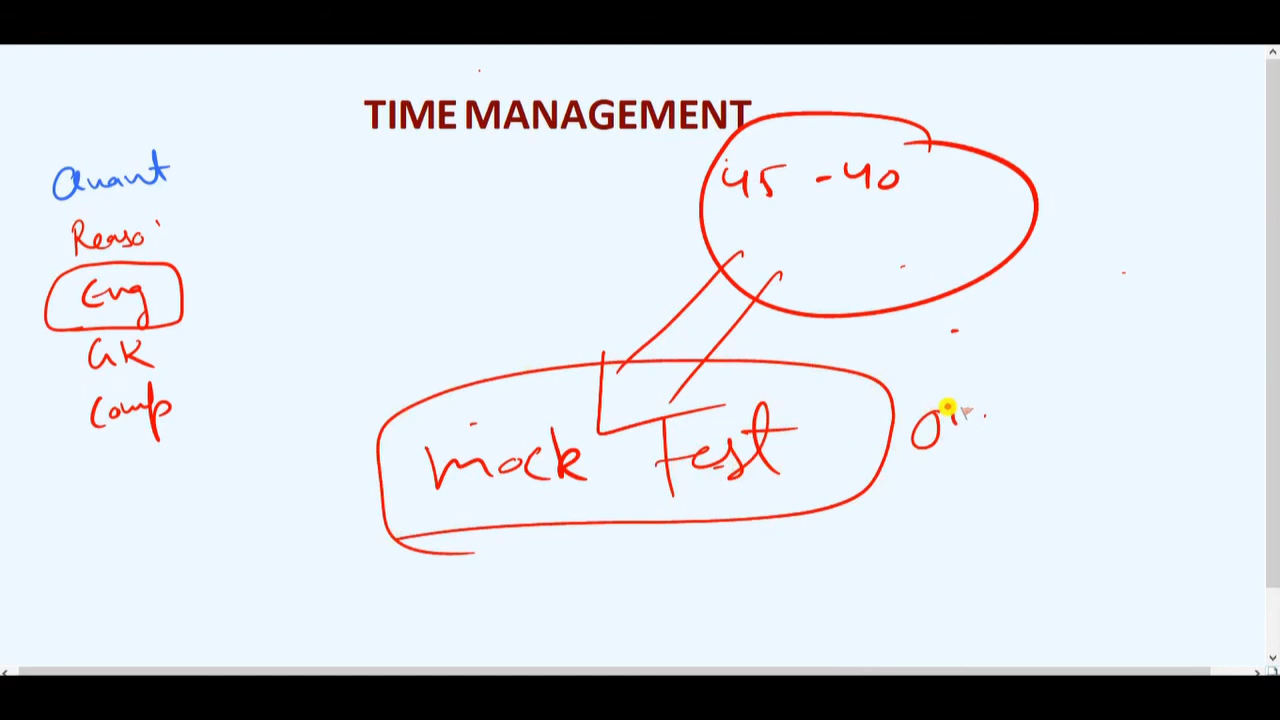 TIME MANAGEMENT
Quant
Reaso
Eng
GK
Comp
45 - 40
mock Test